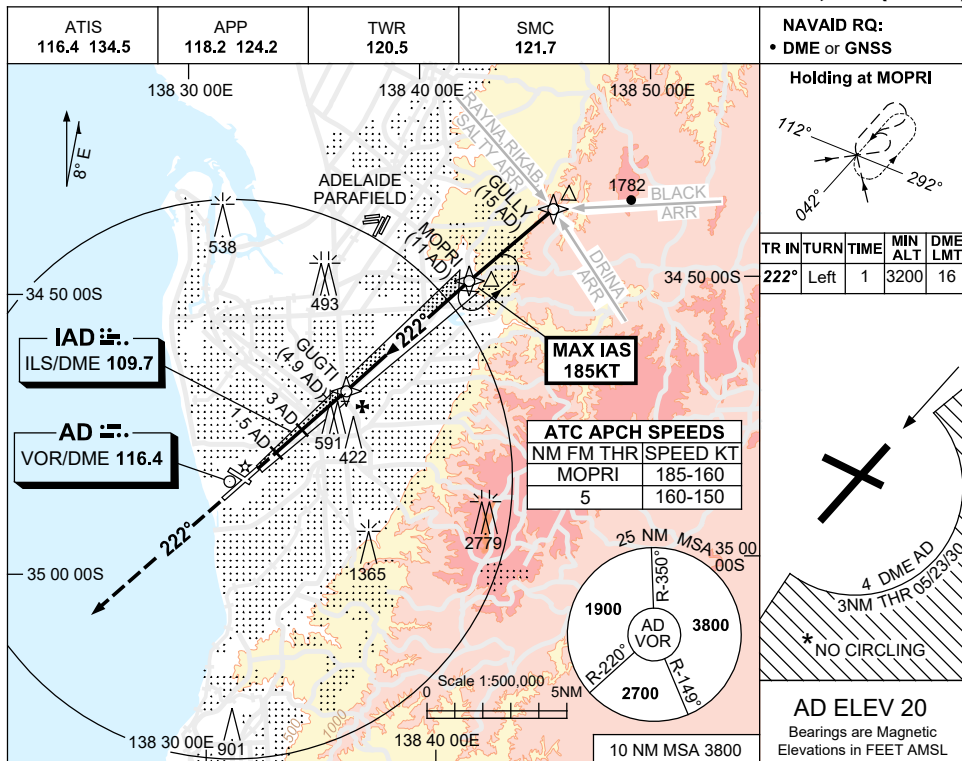 ATIS
116.4 134.5
APP
118.2 124.2
TWR
120.5
SMC
121.7
NAVAID RQ:
• DME or GNSS
138 30 00E
138 40 00E
138 50 00E
8° E
ADELAIDE
PARAFIELD
RAYNA RIKAB
SALTY ARR
GULLY
(15 AD)
1782
BLACK
ARR
DRINA
ARR
MOPRI
(11 AD)
538
493
34 50 00S
34 50 00S
222°
MAX IAS
185KT
IAD
ILS/DME 109.7
GUGTI
(4.9 AD)
3 AD
1.5 AD
591
422
AD
VOR/DME 116.4
222°
ATC APCH SPEEDS
NM FM THR SPEED KT
MOPRI 185-160
5 160-150
2779
1365
35 00 00S
35 00
00S
25 NM MSA
R-350°
1900
3800
AD
VOR
R-220°
R-149°
2700
Scale 1:500,000
0 5NM
500
1000
138 30 00E
901
138 40 00E
10 NM MSA 3800
Holding at MOPRI
112°
292°
042°
TR IN TURN TIME MIN ALT DME LMT
222° Left 1 3200 16
4 DME AD
3NM THR 05/23/30
*NO CIRCLING
AD ELEV 20
Bearings are Magnetic
Elevations in FEET AMSL